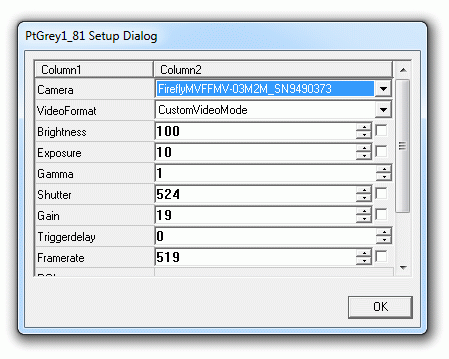 PtGrey1_81 Setup Dialog
Column1 Column2
Camera FireflyMVFFMV-03M2M_SN9490373
VideoFormat CustomVideoMode
Brightness 100
Exposure 10
Gamma 1
Shutter 524
Gain 19
Triggerdelay 0
Framerate 519
OK